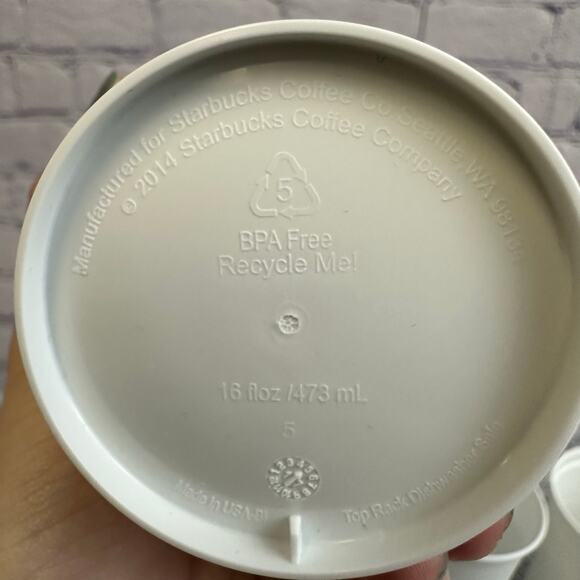 Manufactured for Starbucks Coffee Co. Seattle WA 98134
© 2014 Starbucks Coffee Company
5
BPA Free
Recycle Me!
16 floz /473 mL
5
Made in USA-BI
Top Rack Dishwasher Safe